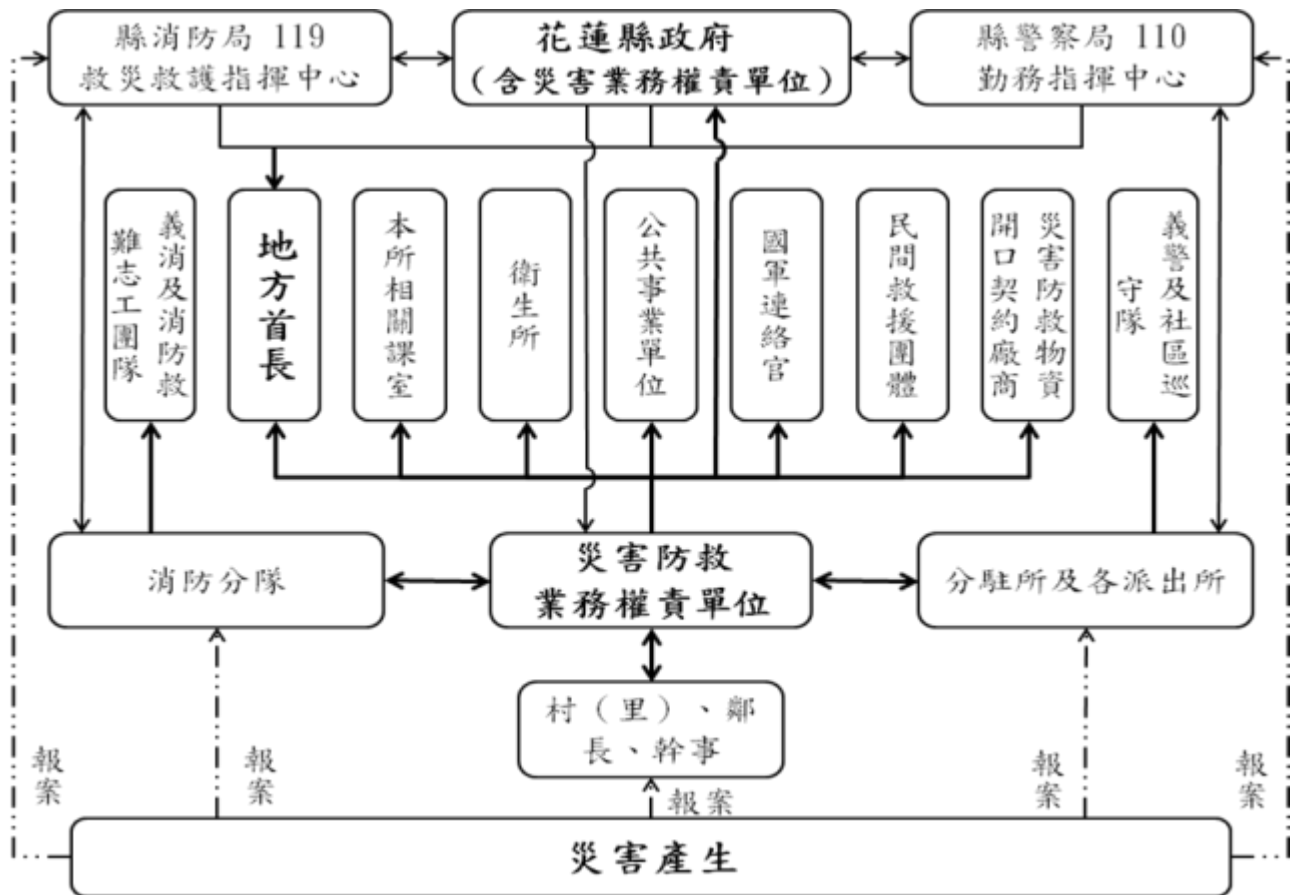 縣消防局 119
救災救護指揮中心
花蓮縣政府
(含災害業務權責單位)
縣警察局 110
勤務指揮中心
義消及消防救
難志工團隊
地方首長
本所相關課室
衛生所
公共事業單位
國軍連絡官
民間救援團體
災害防救物資
開口契約廠商
義警及社區巡
守隊
消防分隊
災害防救
業務權責單位
分駐所及各派出所
村（里）、鄰
長、幹事
報案
報案
報案
報案
報案
災害產生